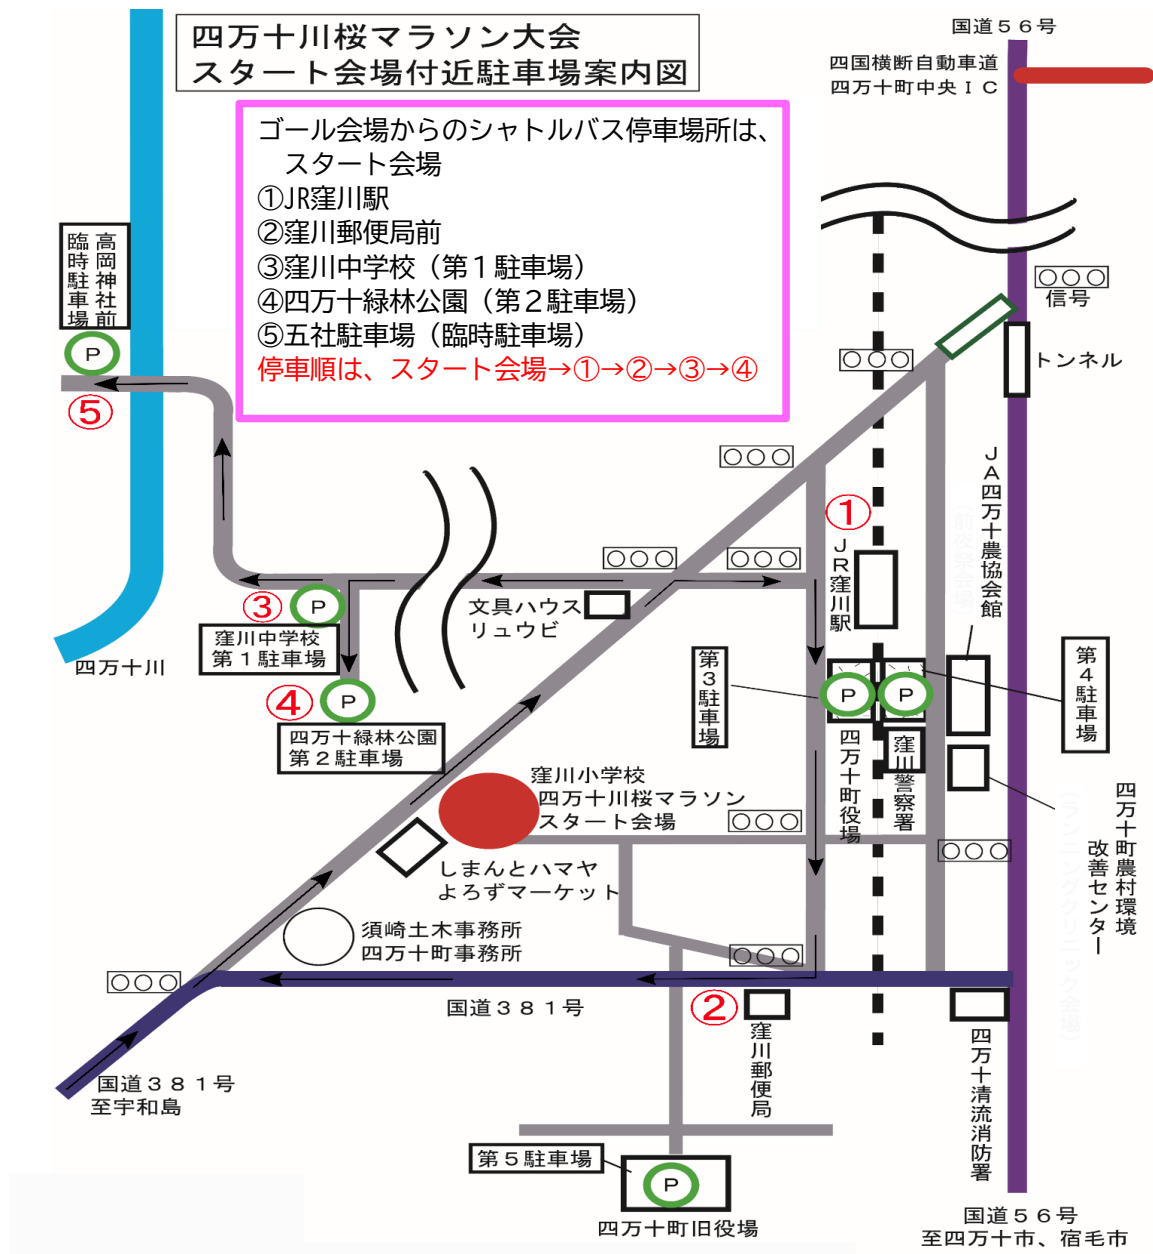 四万十川桜マラソン大会
スタート会場付近駐車場案内図
国道５６号
四国横断自動車道
四万十町中央ＩＣ
ゴール会場からのシャトルバス停車場所は、
スタート会場
①JR窪川駅
②窪川郵便局前
③窪川中学校（第１駐車場）
④四万十緑林公園（第２駐車場）
⑤五社駐車場（臨時駐車場）
停車順は、スタート会場→①→②→③→④
高岡神社前
臨時駐車場
P
⑤
信号
トンネル
ＪＡ四万十農協会館
（前夜祭会場）
①
ＪＲ窪川駅
文具ハウス
リュウビ
③
P
窪川中学校
第１駐車場
四万十川
④
P
四万十緑林公園
第２駐車場
第３駐車場
P
P
第４駐車場
四万十町役場
窪川警察署
窪川小学校
四万十川桜マラソン
スタート会場
しまんとハマヤ
よろずマーケット
四万十町農村環境
改善センター
（ランニングクリニック会場）
須崎土木事務所
四万十町事務所
国道３８１号
②
窪川郵便局
四万十清流消防署
国道３８１号
至宇和島
第５駐車場
P
四万十町旧役場
国道５６号
至四万十市、宿毛市